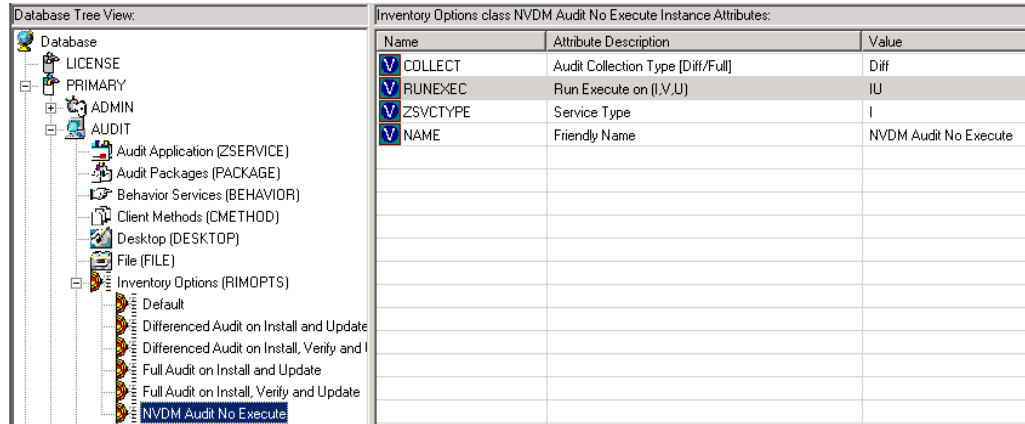 Database Tree View:
Database
LICENSE
PRIMARY
ADMIN
AUDIT
Audit Application (ZSERVICE)
Audit Packages (PACKAGE)
Behavior Services (BEHAVIOR)
Client Methods (CMETHOD)
Desktop (DESKTOP)
File (FILE)
Inventory Options (RIMOPTS)
Default
Differenced Audit on Install and Update
Differenced Audit on Install, Verify and
Full Audit on Install and Update
Full Audit on Install, Verify and Update
NVDM Audit No Execute
Inventory Options class NVDM Audit No Execute Instance Attributes:
Name Attribute Description Value
V COLLECT Audit Collection Type [Diff/Full] Diff
V RUNEXEC Run Execute on (I,V,U) IU
V ZSVCTYPE Service Type I
V NAME Friendly Name NVDM Audit No Execute